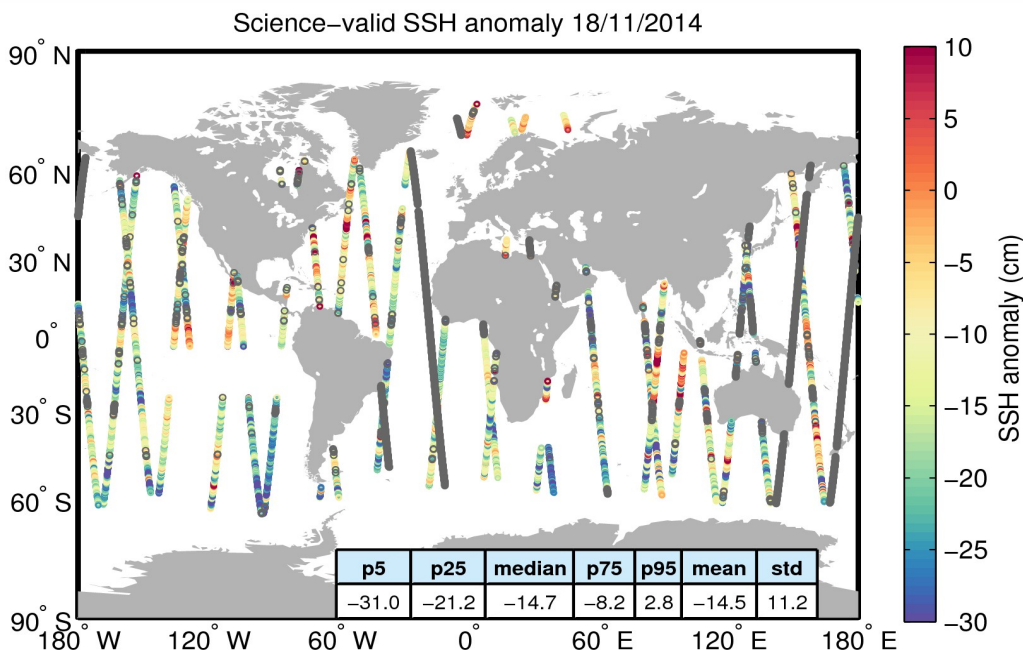 Science−valid SSH anomaly 18/11/2014
90° N
60° N
30° N
0°
30° S
60° S
90° S
180° W
120° W
60° W
0°
60° E
120° E
180° E
p5 p25 median p75 p95 mean std
−31.0 −21.2 −14.7 −8.2 2.8 −14.5 11.2
10
5
0
−5
−10
−15
−20
−25
−30
SSH anomaly (cm)